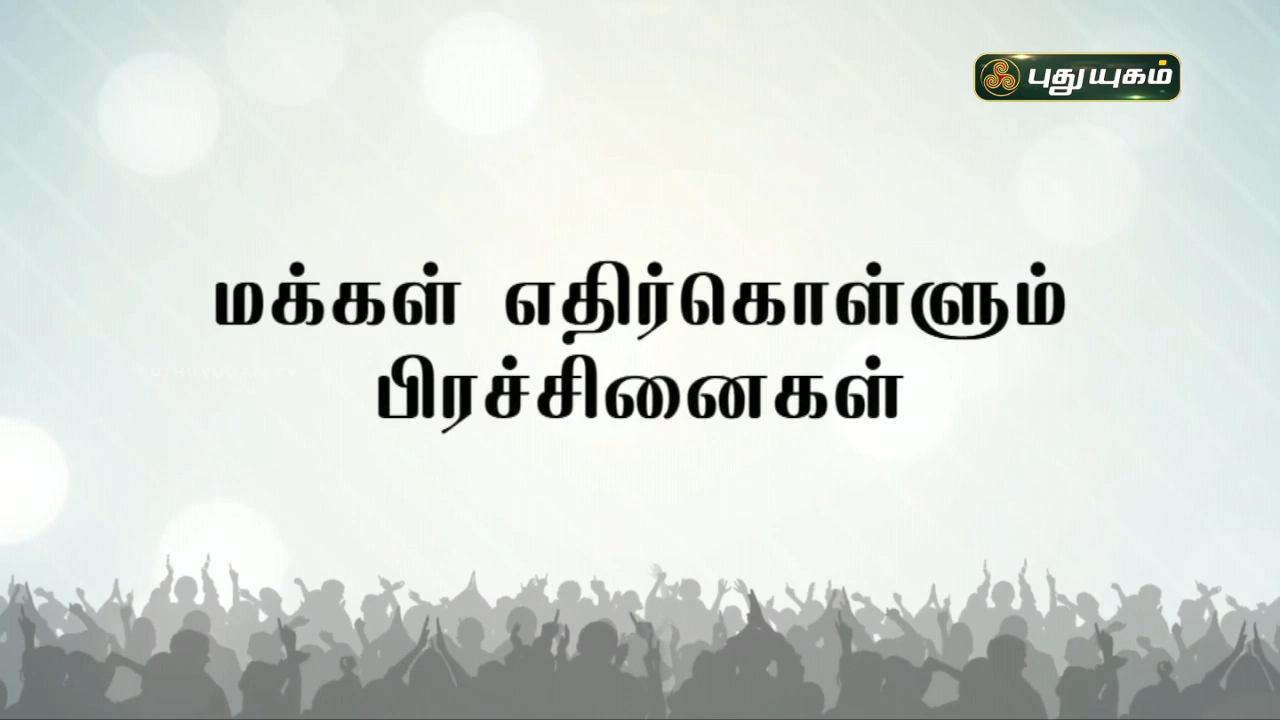 புதுயுகம்
மக்கள் எதிர்கொள்ளும்
பிரச்சினைகள்